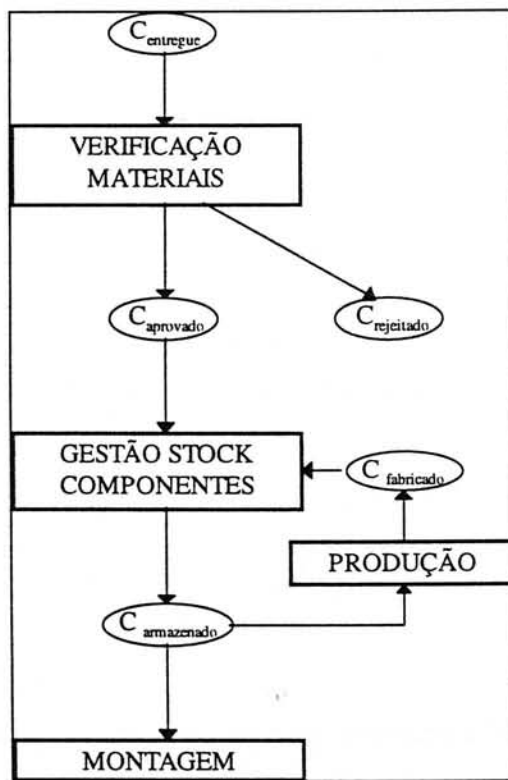 C entregue
VERIFICAÇÃO
MATERIAIS
C aprovado
C rejeitado
GESTÃO STOCK
COMPONENTES
C fabricado
PRODUÇÃO
C armazenado
MONTAGEM